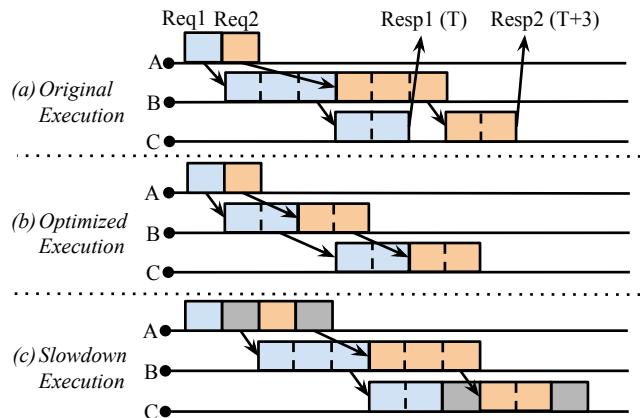 Req1 Req2 Resp1 (T) Resp2 (T+3)
A
(a) Original
Execution
B
C
A
(b) Optimized
Execution
B
C
A
(c) Slowdown
Execution
B
C